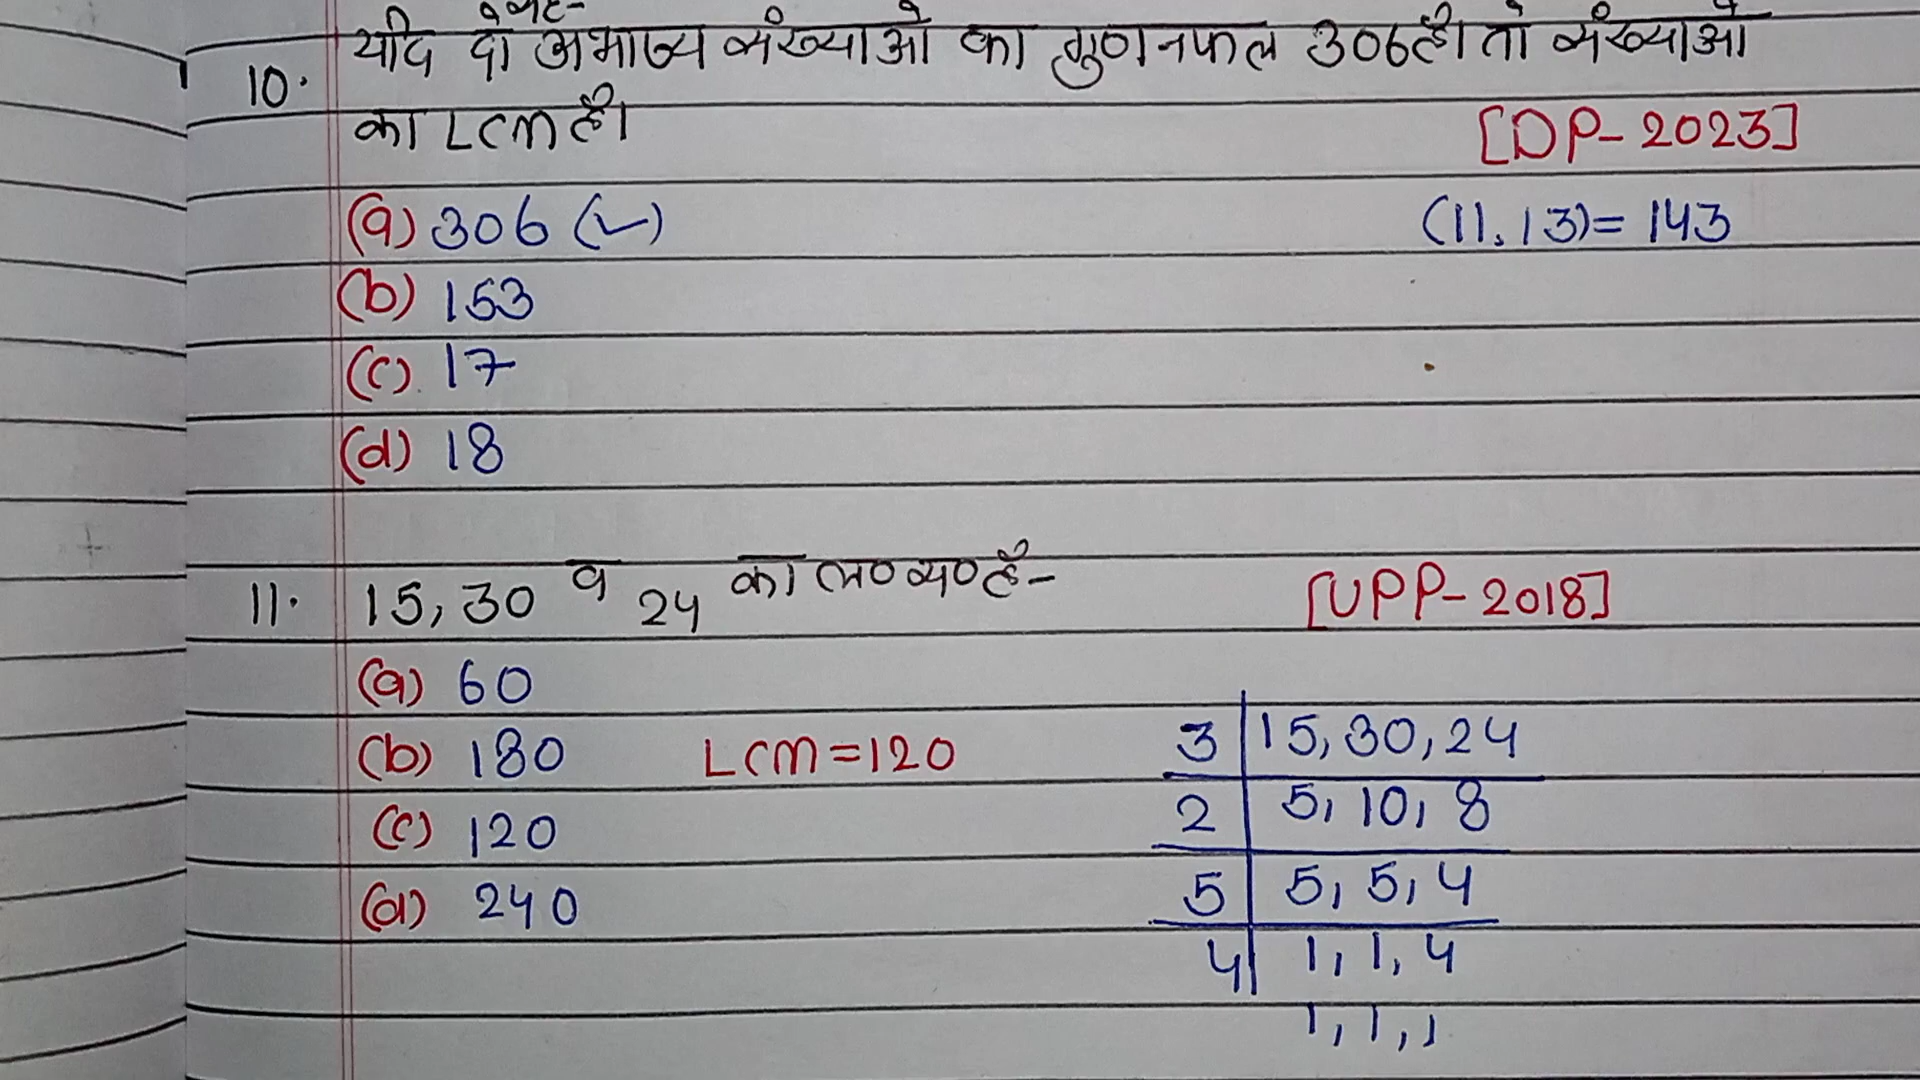 10. यदि दो अभाज्य संख्याओ का गुणनफल 306 है। तो संख्याओ
का LCM है। [DP-2023]
(a) 306 (✓) (11, 13) = 143
(b) 153
(c) 17
(d) 18
11. 15, 30 व 24 का ल०स०है- [UPP-2018]
(a) 60
(b) 180 LCM = 120
(c) 120
(d) 240
3 | 15, 30, 24
2 | 5, 10, 8
5 | 5, 5, 4
4 | 1, 1, 4
1, 1, 1